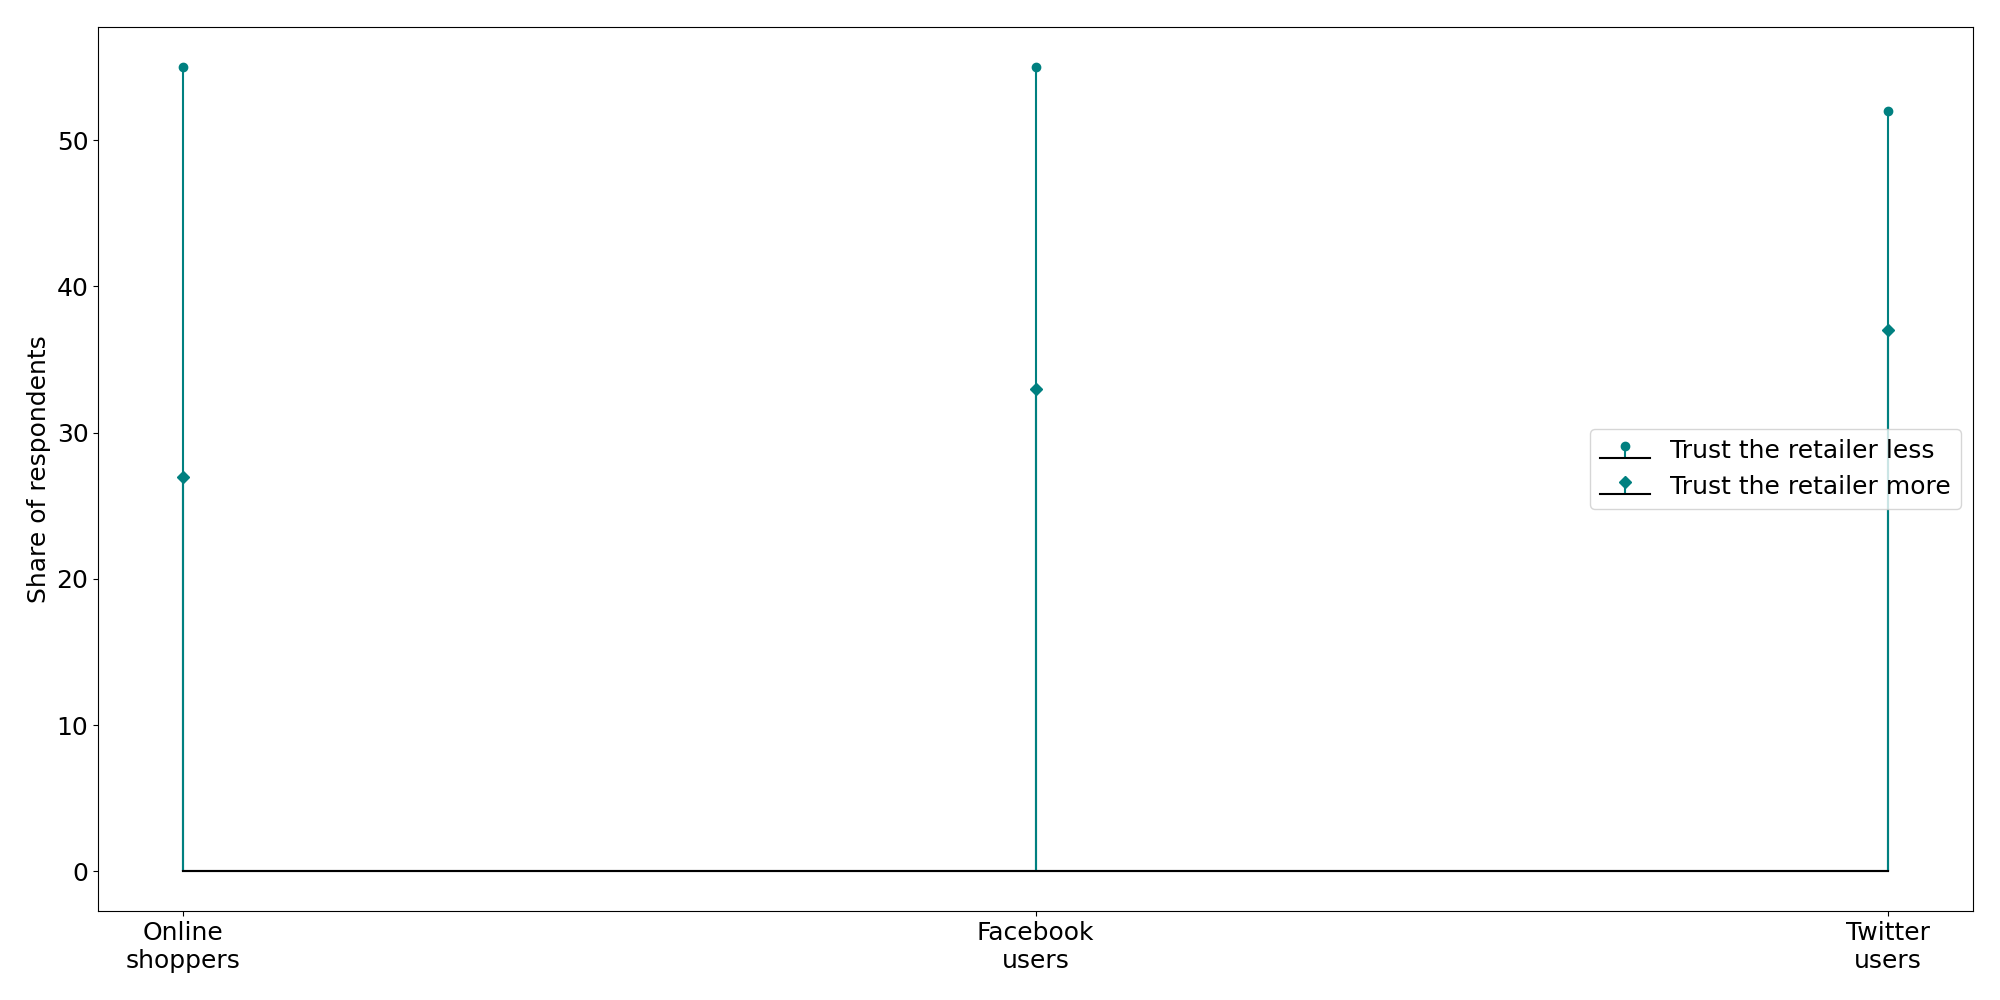 Share of respondents
50
40
30
20
10
0
Online
shoppers
Facebook
users
Twitter
users
Trust the retailer less
Trust the retailer more